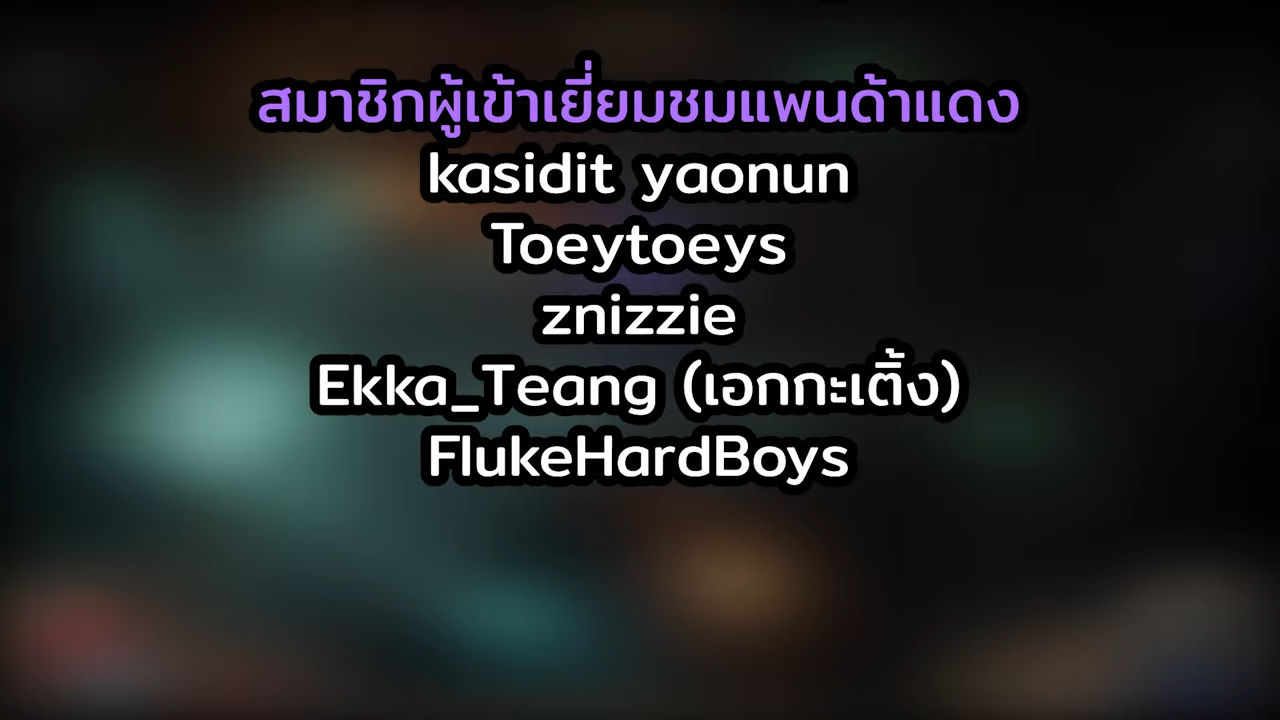 สมาชิกผู้เข้าเยี่ยมชมแพนด้าแดง
kasidit yaonun
Toeytoeys
znizzie
Ekka_Teang (เอกกะเติ้ง)
FlukeHardBoys